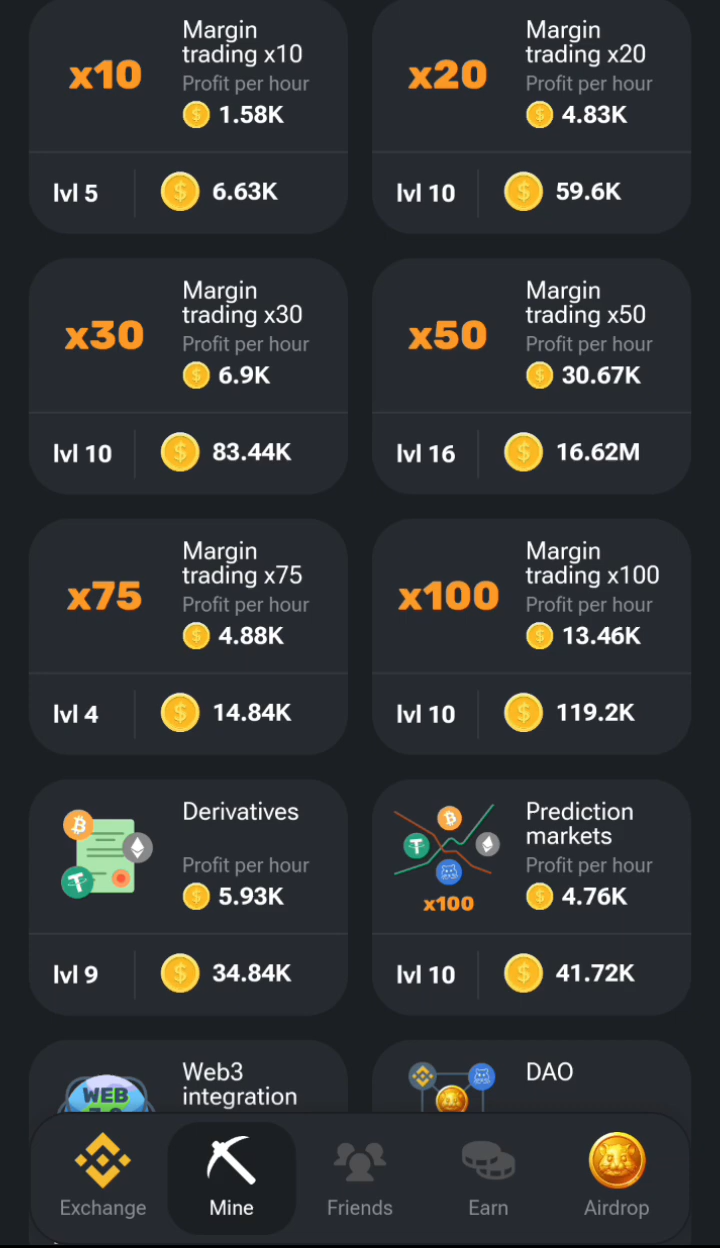 x10
Margin
trading x10
Profit per hour
1.58K
lvl 5
6.63K
x20
Margin
trading x20
Profit per hour
4.83K
lvl 10
59.6K
x30
Margin
trading x30
Profit per hour
6.9K
lvl 10
83.44K
x50
Margin
trading x50
Profit per hour
30.67K
lvl 16
16.62M
x75
Margin
trading x75
Profit per hour
4.88K
lvl 4
14.84K
x100
Margin
trading x100
Profit per hour
13.46K
lvl 10
119.2K
Derivatives
Profit per hour
5.93K
lvl 9
34.84K
x100
Prediction
markets
Profit per hour
4.76K
lvl 10
41.72K
WEB
Web3
integration
DAO
Exchange
Mine
Friends
Earn
Airdrop